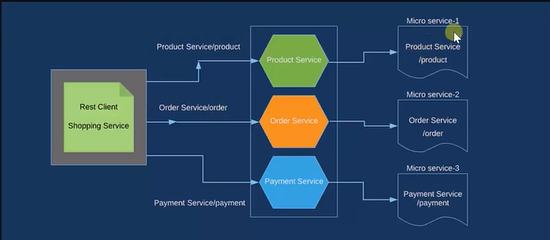 Micro service-1
Product Service/product
Product Service
Product Service
/product
Rest Client
Shopping Service
Order Service/order
Order Service
Micro service-2
Order Service
/order
Payment Service
Micro service-3
Payment Service
/payment
Payment Service/payment